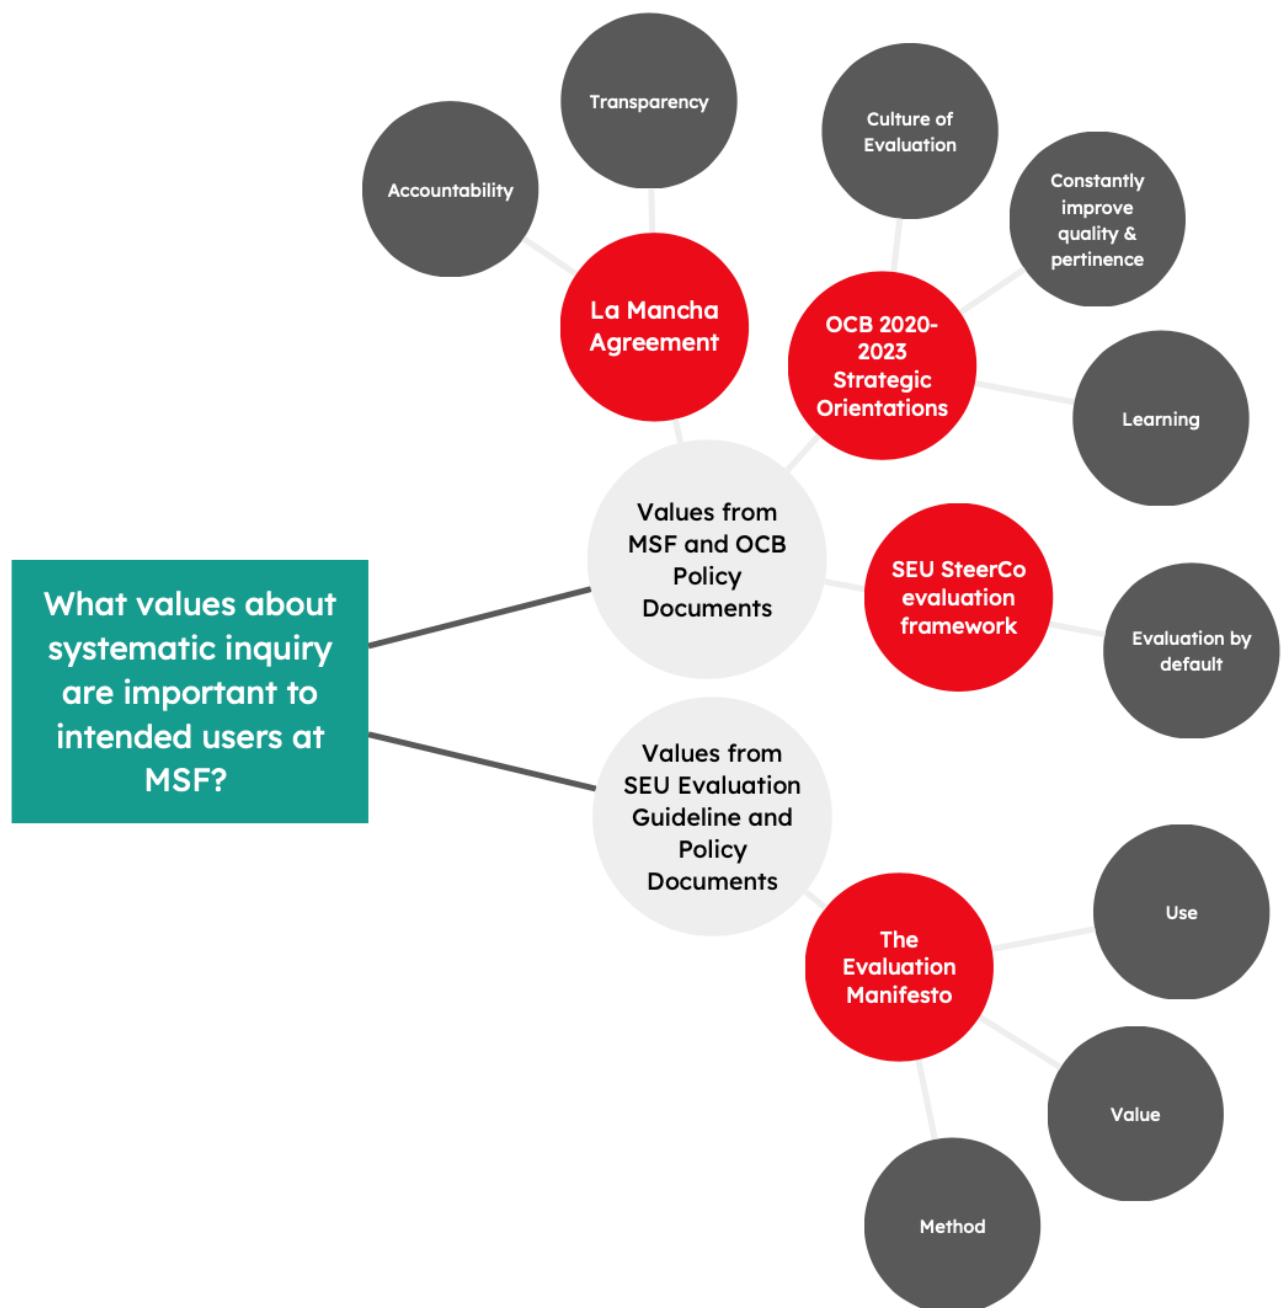 Transparency
Accountability
Culture of
Evaluation
Constantly
improve
quality &
pertinence
La Mancha
Agreement
OCB 2020-
2023
Strategic
Orientations
Learning
Values from
MSF and OCB
Policy
Documents
SEU SteerCo
evaluation
framework
Evaluation by
default
What values about
systematic inquiry
are important to
intended users at
MSF?
Values from
SEU Evaluation
Guideline and
Policy
Documents
The
Evaluation
Manifesto
Use
Value
Method